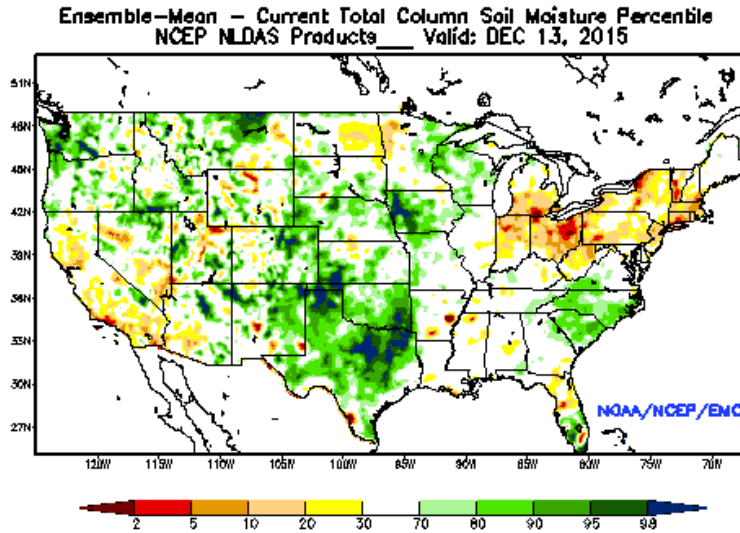 Ensemble-Mean - Current Total Column Soil Moisture Percentile
NCEP NLDAS Products___ Valid: DEC 13, 2015
51N
48N
45N
42N
39N
36N
33N
30N
27N
NOAA/NCEP/EMC
120W 115W 110W 105W 100W 95W 90W 85W 80W 75W 70W
2 5 10 20 30 70 80 90 95 98